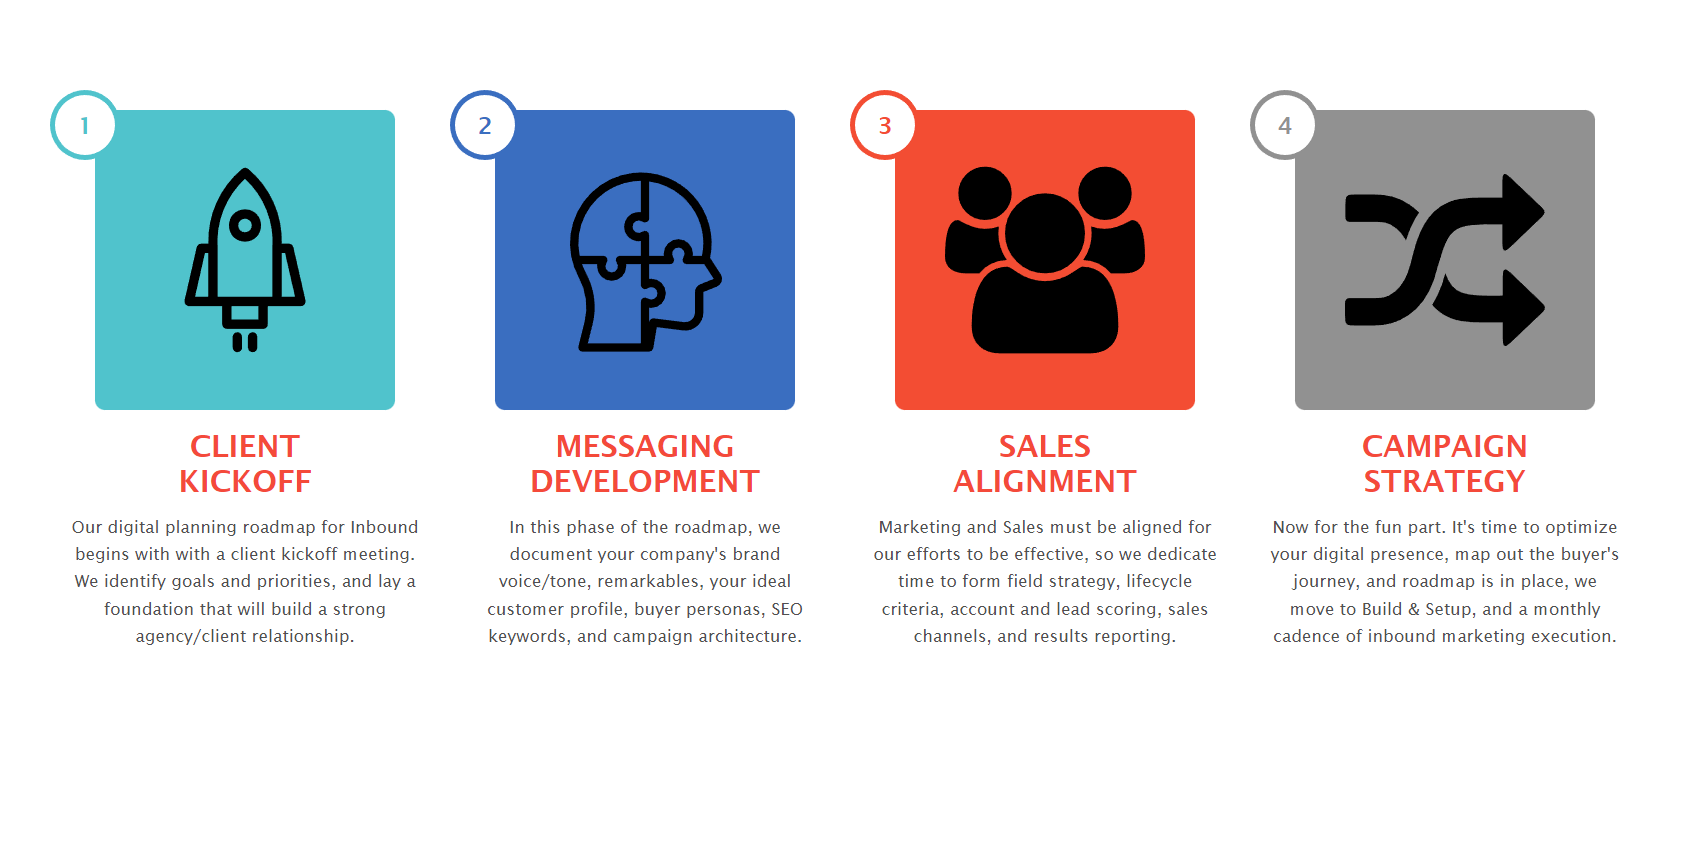 1
CLIENT
KICKOFF
Our digital planning roadmap for Inbound
begins with with a client kickoff meeting.
We identify goals and priorities, and lay a
foundation that will build a strong
agency/client relationship.
2
MESSAGING
DEVELOPMENT
In this phase of the roadmap, we
document your company's brand
voice/tone, remarkables, your ideal
customer profile, buyer personas, SEO
keywords, and campaign architecture.
3
SALES
ALIGNMENT
Marketing and Sales must be aligned for
our efforts to be effective, so we dedicate
time to form field strategy, lifecycle
criteria, account and lead scoring, sales
channels, and results reporting.
4
CAMPAIGN
STRATEGY
Now for the fun part. It's time to optimize
your digital presence, map out the buyer's
journey, and roadmap is in place, we
move to Build & Setup, and a monthly
cadence of inbound marketing execution.